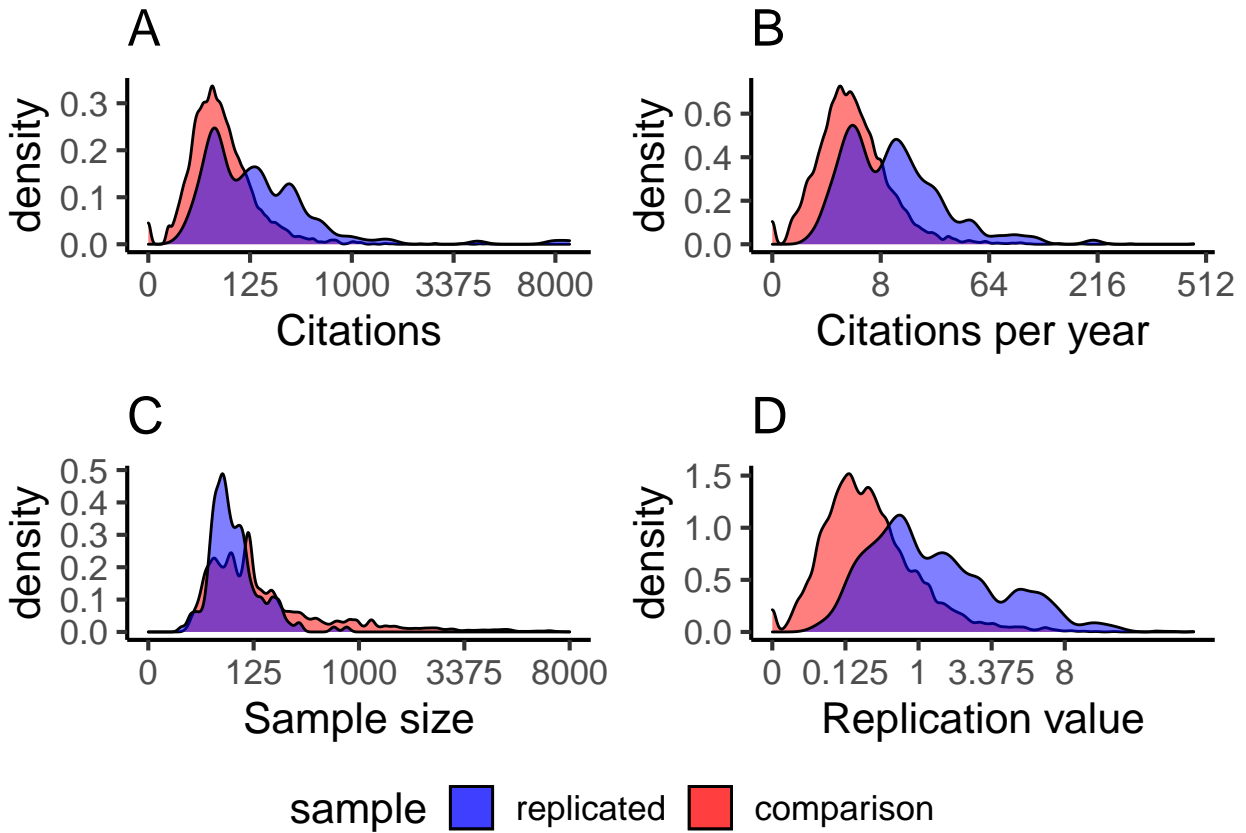 A
density
0.3
0.2
0.1
0.0
0 125 1000 3375 8000
Citations
B
density
0.6
0.4
0.2
0.0
0 8 64 216 512
Citations per year
C
density
0.5
0.4
0.3
0.2
0.1
0.0
0 125 1000 3375 8000
Sample size
D
density
1.5
1.0
0.5
0.0
0 0.125 1 3.375 8
Replication value
sample replicated comparison